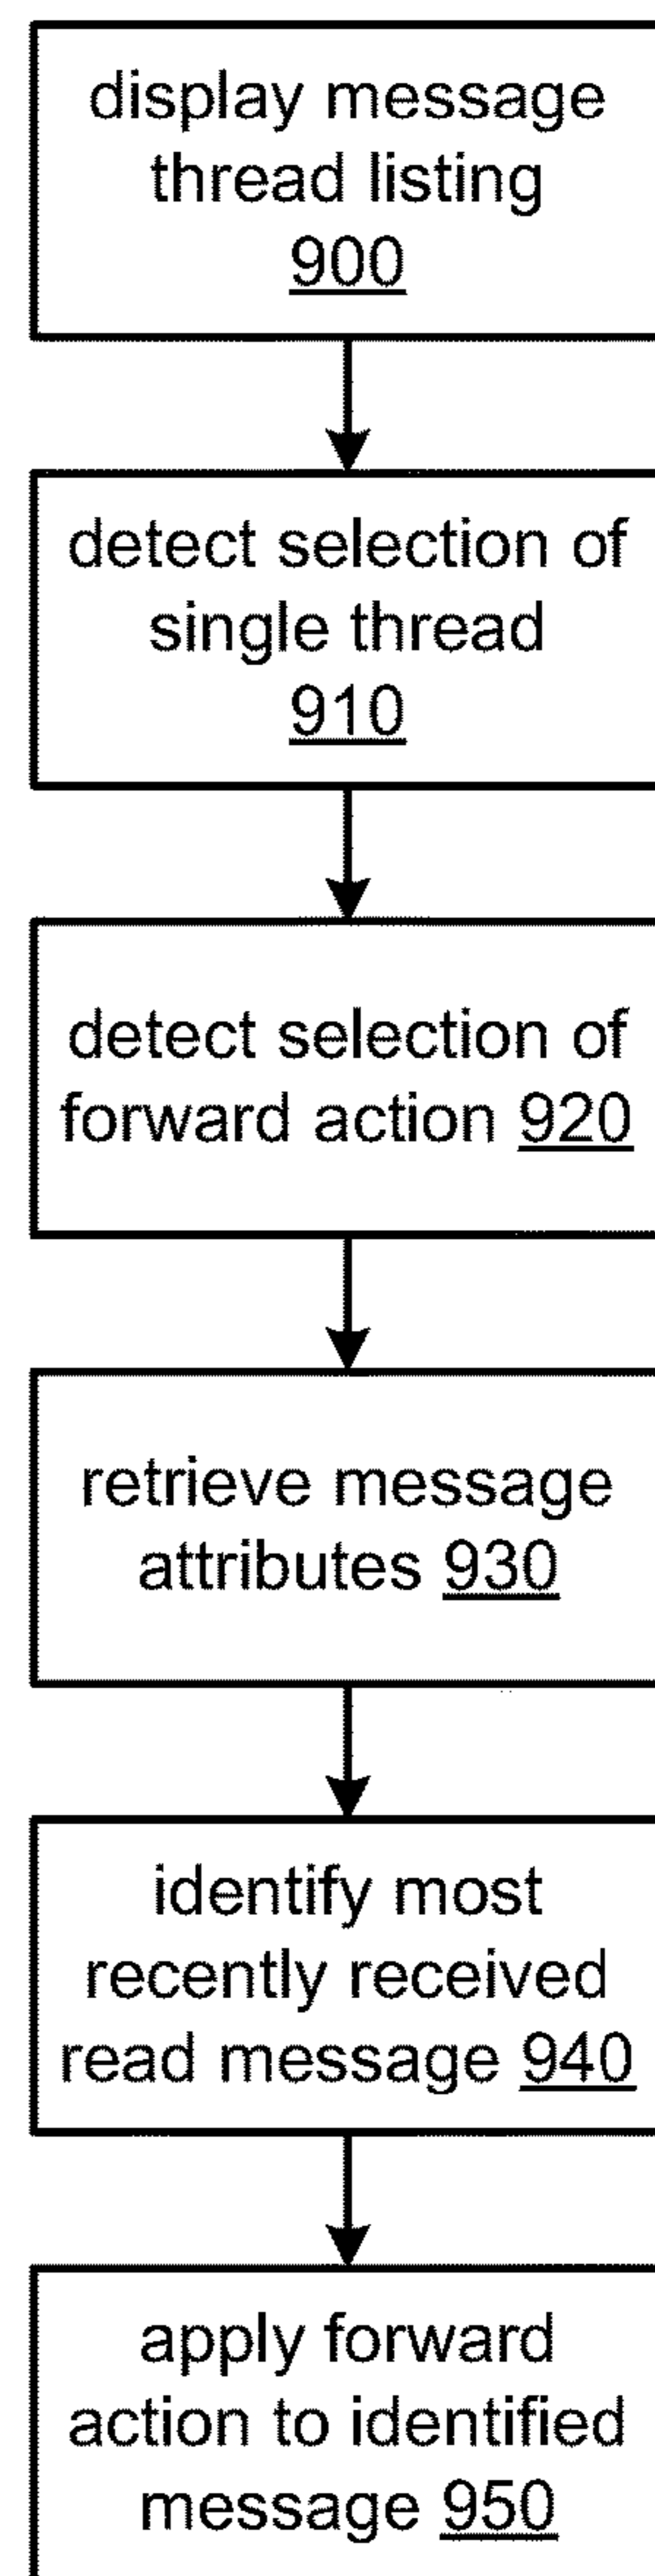 display message
thread listing
900
detect selection of
single thread
910
detect selection of
forward action 920
retrieve message
attributes 930
identify most
recently received
read message 940
apply forward
action to identified
message 950